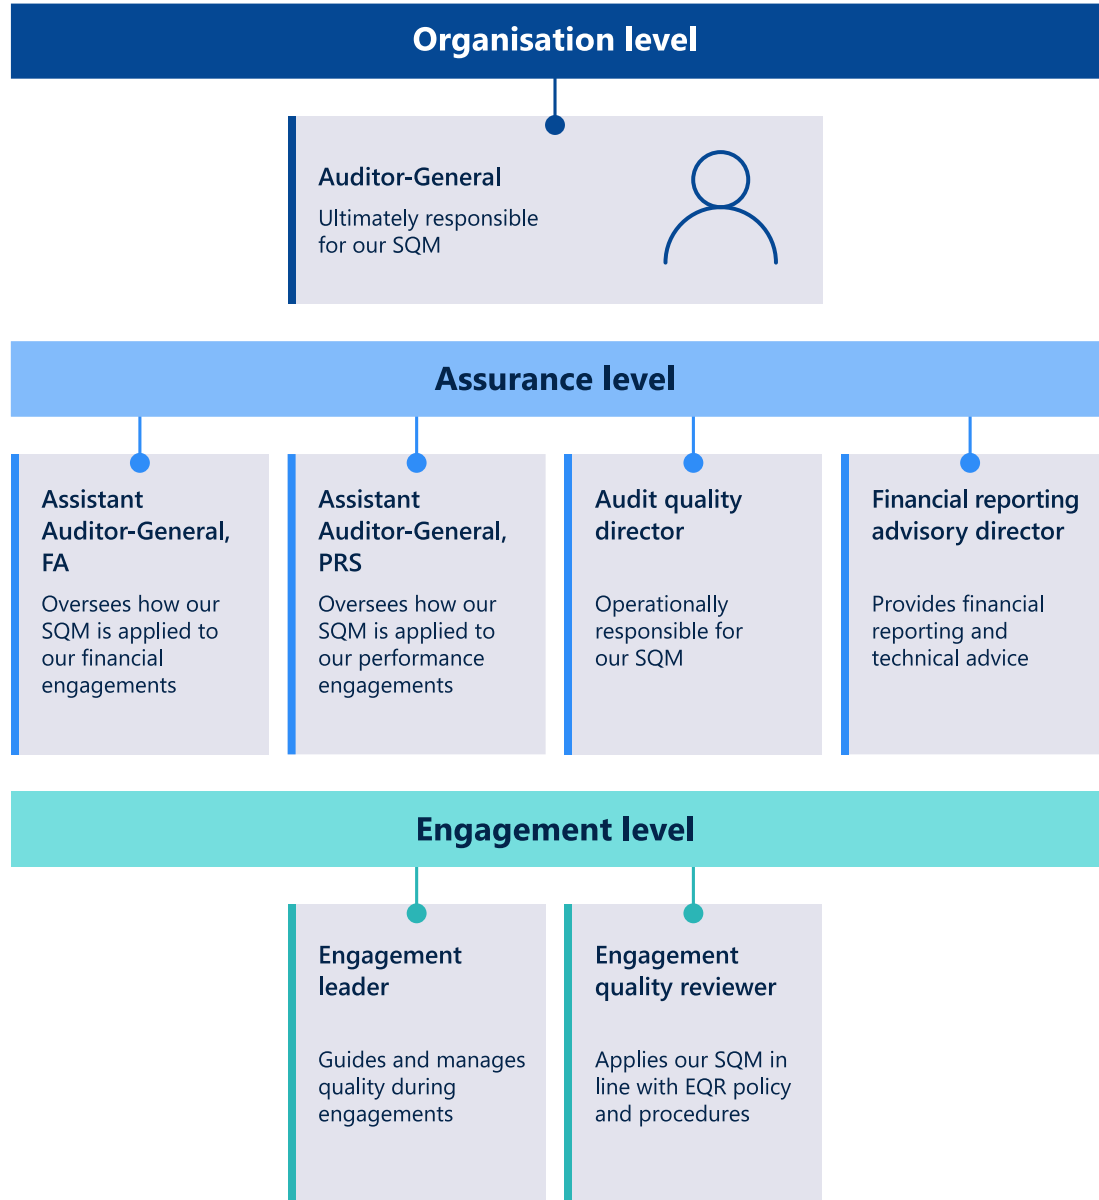 Organisation level
Auditor-General
Ultimately responsible
for our SQM
Assurance level
Assistant
Auditor-General,
FA
Oversees how our
SQM is applied to
our financial
engagements
Assistant
Auditor-General,
PRS
Oversees how our
SQM is applied to
our performance
engagements
Audit quality
director
Operationally
responsible for
our SQM
Financial reporting
advisory director
Provides financial
reporting and
technical advice
Engagement level
Engagement
leader
Guides and manages
quality during
engagements
Engagement
quality reviewer
Applies our SQM in
line with EQR policy
and procedures